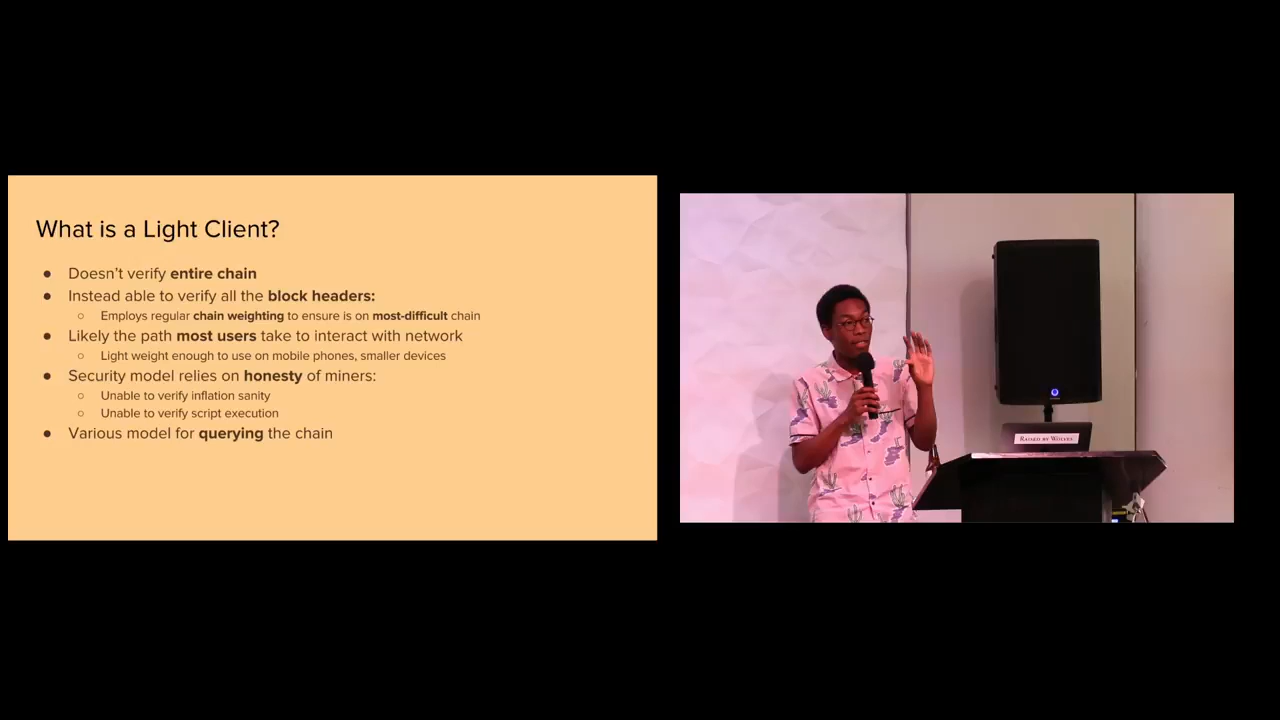 What is a Light Client?
● Doesn't verify entire chain
● Instead able to verify all the block headers:
○ Employs regular chain weighting to ensure is on most-difficult chain
● Likely the path most users take to interact with network
○ Light weight enough to use on mobile phones, smaller devices
● Security model relies on honesty of miners:
○ Unable to verify inflation sanity
○ Unable to verify script execution
● Various model for querying the chain
Raised by Wolves